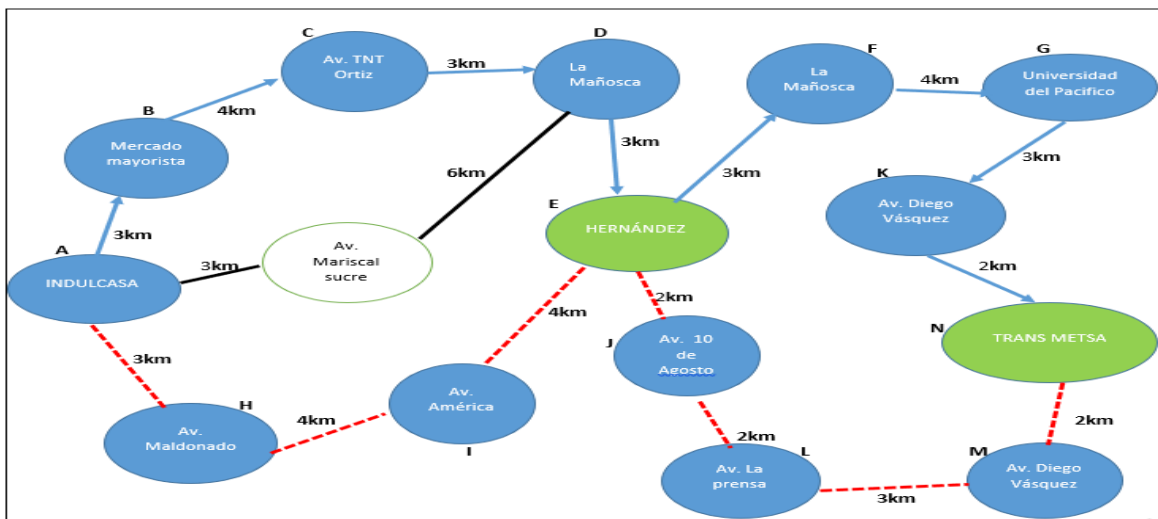 C
Av. TNT
Ortiz
3km
D
La
Mañosca
F
La
Mañosca
4km
G
Universidad
del Pacifico
B
Mercado
mayorista
4km
3km
6km
3km
3km
3km
K
Av. Diego
Vásquez
E
HERNÁNDEZ
A
INDULCASA
3km
Av.
Mariscal
sucre
2km
N
TRANS METSA
3km
4km
2km
J
Av. 10
de
Agosto
H
Av.
Maldonado
4km
Av.
América
I
2km
L
Av. La
prensa
3km
M
Av. Diego
Vásquez
2km